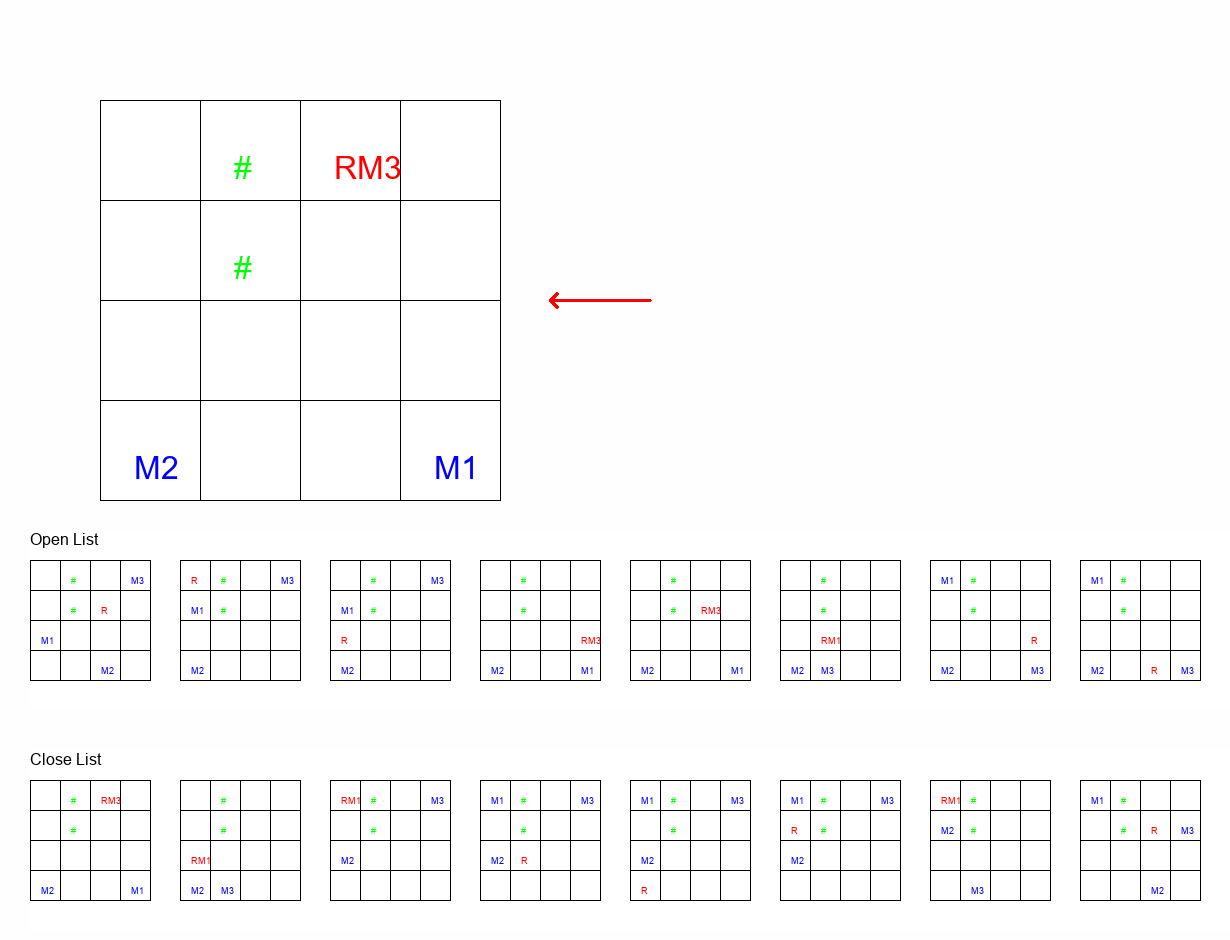 # RM3
#
M2 M1
Open List
# M3 R # M3 # M3 # # # M1 # M1 #
# R M1 # M1 # # # RM3 # # #
M1 R RM3 RM1 R
M2 M2 M2 M2 M1 M2 M1 M2 M3 M2 M3 M2 R M3
Close List
# RM3 # RM1 # M3 M1 # M3 M1 # M3 M1 # M3 RM1 # M1 #
# # # # # R # M2 # # R M3
RM1 M2 M2 R M2 M2
M2 M1 M2 M3 R M3 M2